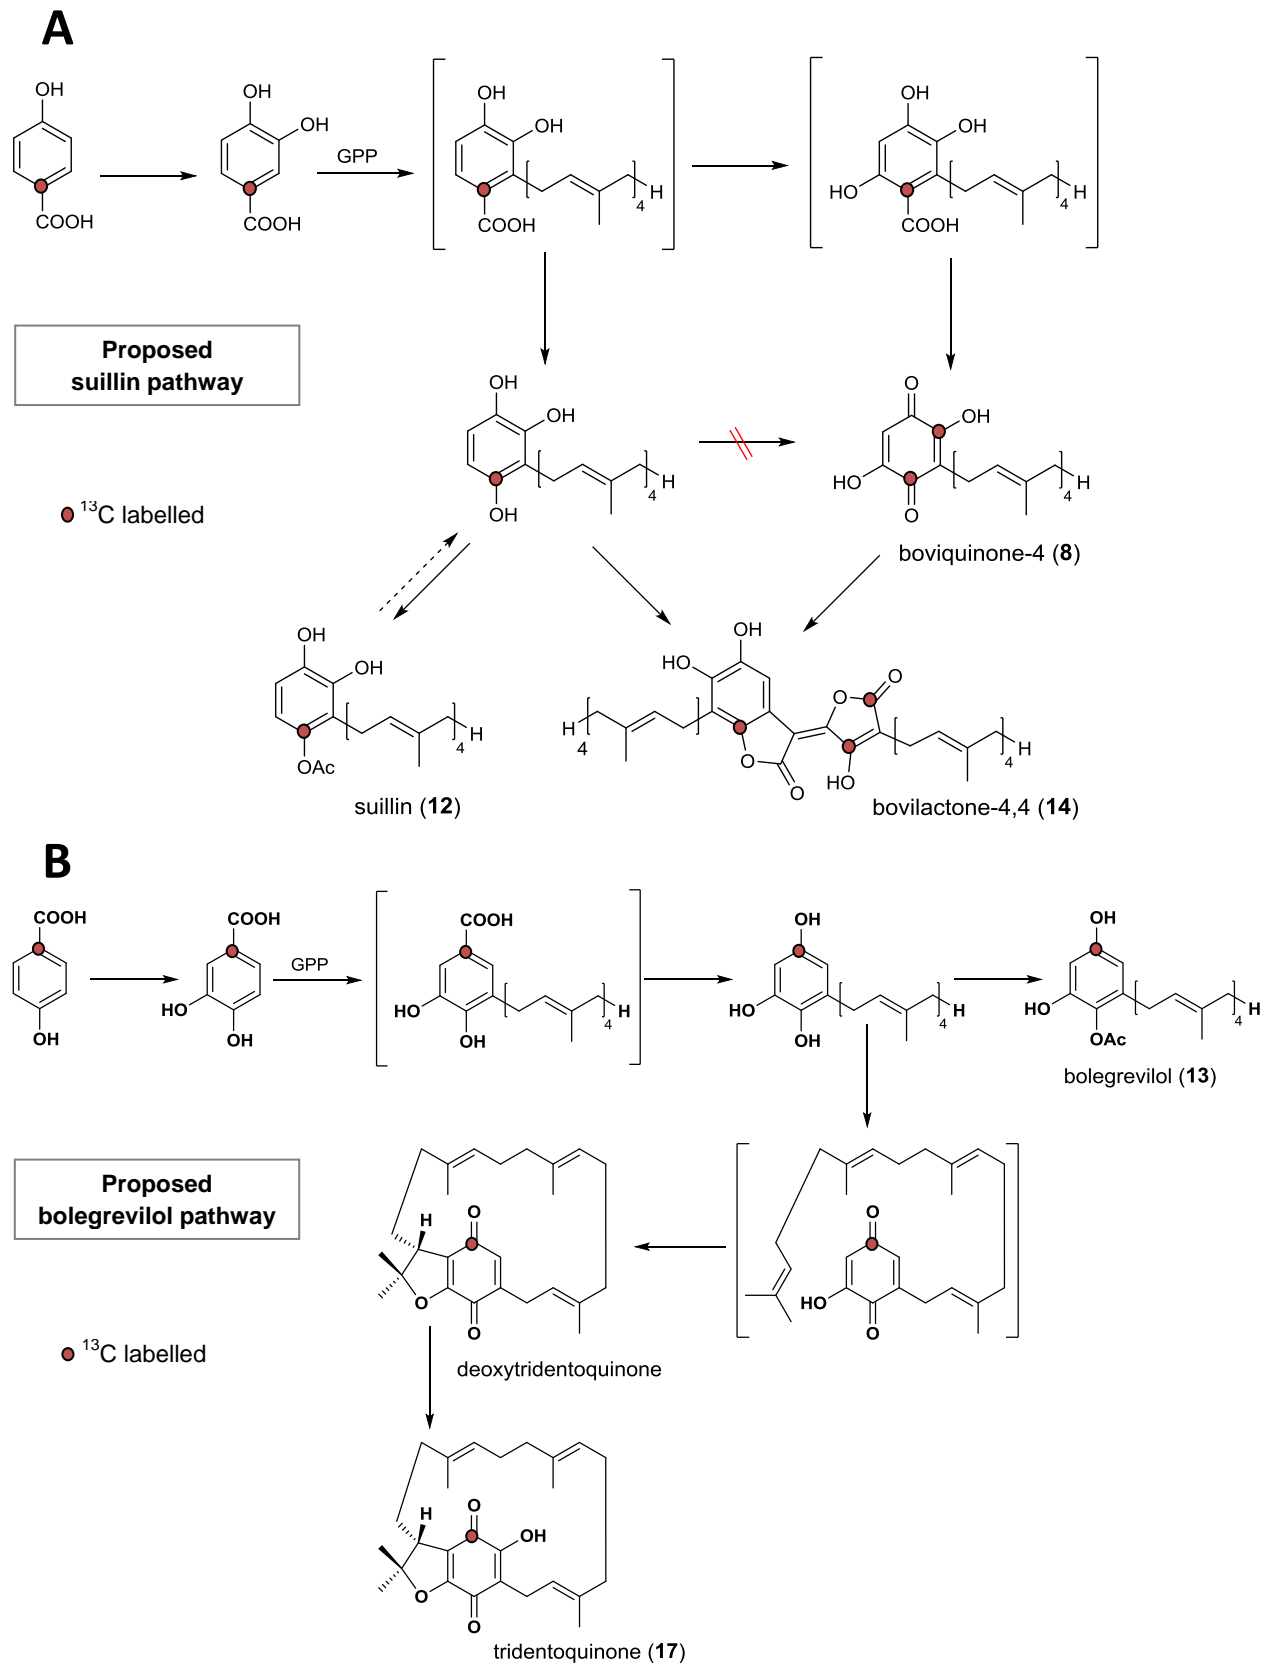 A
OH
OH
OH
GPP
COOH
COOH
OH
OH
H
4
COOH
OH
OH
HO
H
4
COOH
Proposed
suillin pathway
13C labelled
OH
OH
H
4
OH
O
OH
HO
H
4
O
boviquinone-4 (8)
OH
OH
H
4
OAc
suillin (12)
OH
HO
O
O
H
4
O
O
HO
H
4
bovilactone-4,4 (14)
B
COOH
OH
COOH
HO
OH
GPP
COOH
HO
OH
H
4
OH
HO
OH
H
4
OH
HO
OAc
H
4
bolegrevilol (13)
Proposed
bolegrevilol pathway
13C labelled
H
O
O
O
deoxytridentoquinone
O
HO
O
H
O
OH
O
O
tridentoquinone (17)